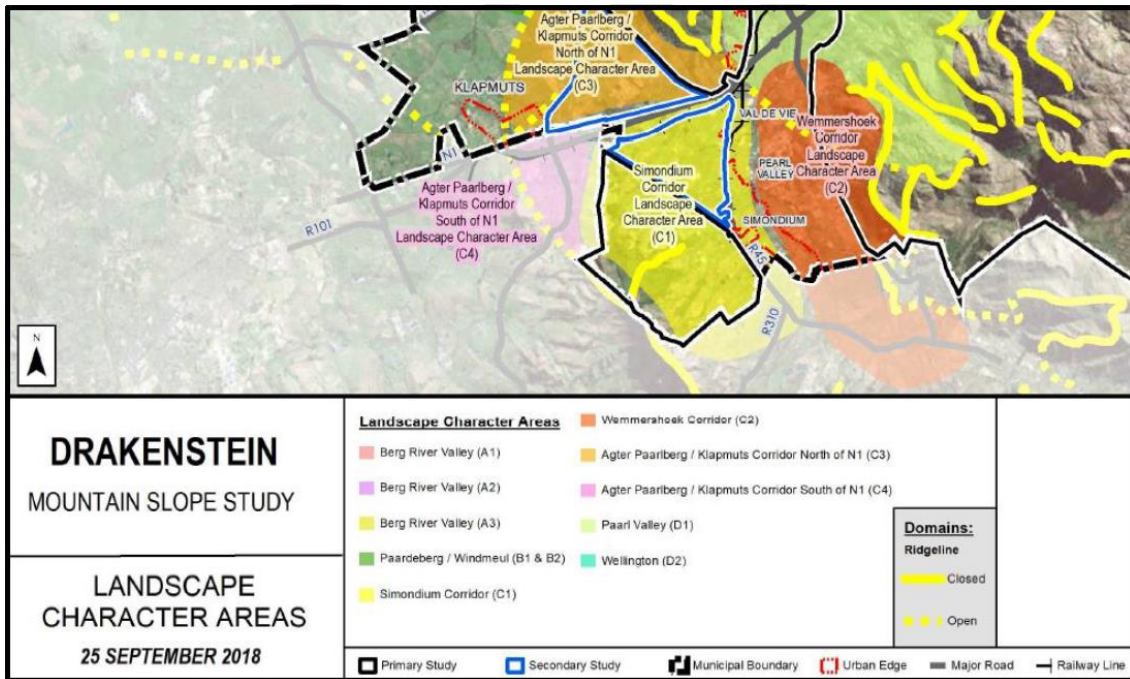 Agter Paarlberg /
Klapmuts Corridor
North of N1
Landscape Character Area
(C3)
KLAPMUTS
VAL DE VIE
Wemmershoek
Corridor
Landscape
Character Area
(C2)
N1
PEARL
VALLEY
Simondium
Corridor
Landscape
Character Area
(C1)
Agter Paarlberg /
Klapmuts Corridor
South of N1
Landscape Character Area
(C4)
SIMONDIUM
R101
R45
R310
N
DRAKENSTEIN
MOUNTAIN SLOPE STUDY
LANDSCAPE
CHARACTER AREAS
25 SEPTEMBER 2018
Landscape Character Areas
Berg River Valley (A1)
Berg River Valley (A2)
Berg River Valley (A3)
Paardeberg / Windmeul (B1 & B2)
Simondium Corridor (C1)
Wemmershoek Corridor (C2)
Agter Paarlberg / Klapmuts Corridor North of N1 (C3)
Agter Paarlberg / Klapmuts Corridor South of N1 (C4)
Paarl Valley (D1)
Wellington (D2)
Domains:
Ridgeline
Closed
Open
Primary Study
Secondary Study
Municipal Boundary
Urban Edge
Major Road
Railway Line